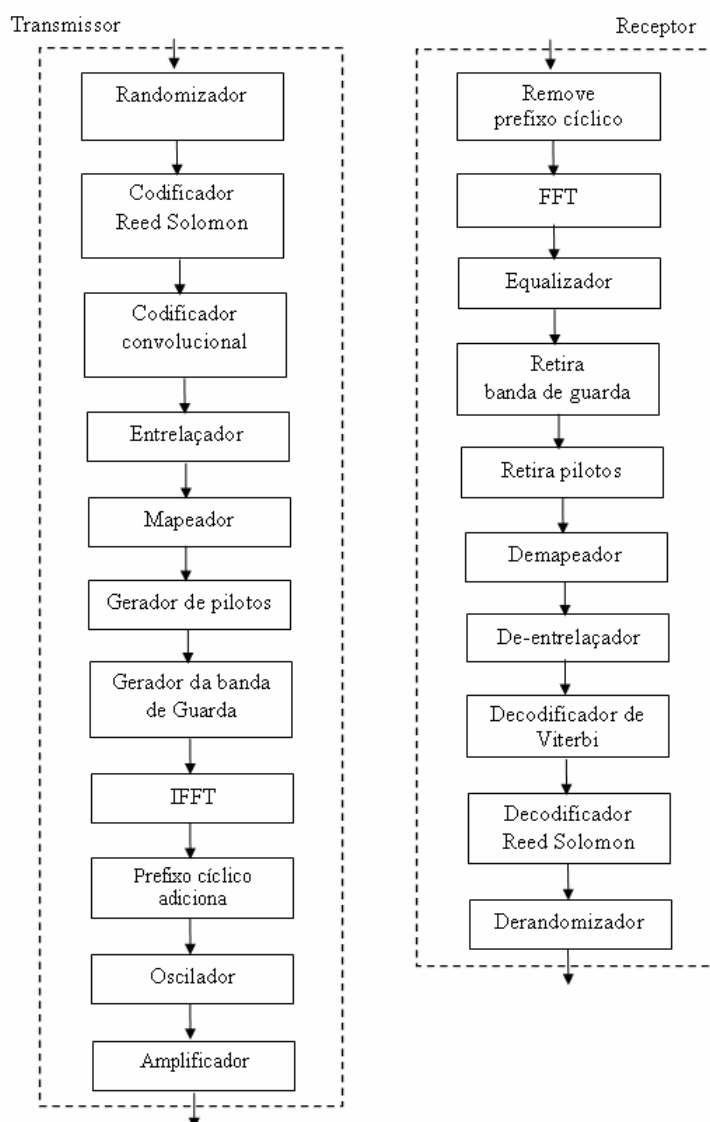 Transmissor
Randomizador
Codificador
Reed Solomon
Codificador
convolucional
Entrelaçador
Mapeador
Gerador de pilotos
Gerador da banda
de Guarda
IFFT
Prefixo cíclico
adiciona
Oscilador
Amplificador
Receptor
Remove
prefixo cíclico
FFT
Equalizador
Retira
banda de guarda
Retira pilotos
Demapeador
De-entrelaçador
Decodificador de
Viterbi
Decodificador
Reed Solomon
Derandomizador